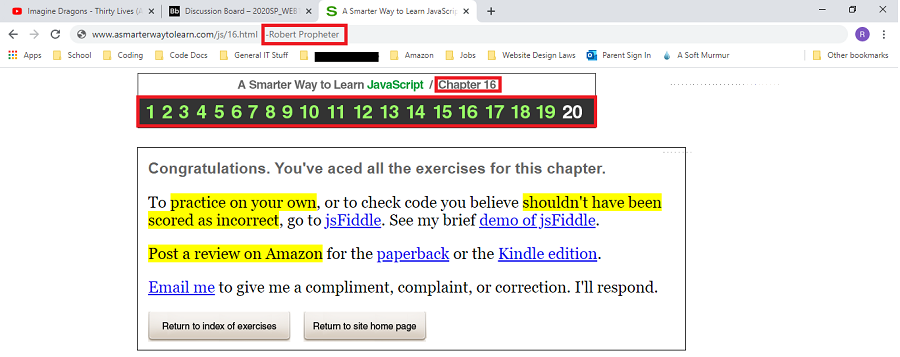 Imagine Dragons - Thirty Lives (A
Discussion Board – 2020SP_WEB
A Smarter Way to Learn JavaScrip
www.asmarterwaytolearn.com/js/16.html -Robert Propheter
R
Apps School Coding Code Docs General IT Stuff Amazon Jobs Website Design Laws Parent Sign In A Soft Murmur Other bookmarks
A Smarter Way to Learn JavaScript / Chapter 16
1 2 3 4 5 6 7 8 9 10 11 12 13 14 15 16 17 18 19 20
Congratulations. You've aced all the exercises for this chapter.
To practice on your own, or to check code you believe shouldn't have been
scored as incorrect, go to jsFiddle. See my brief demo of jsFiddle.
Post a review on Amazon for the paperback or the Kindle edition.
Email me to give me a compliment, complaint, or correction. I'll respond.
Return to index of exercises Return to site home page